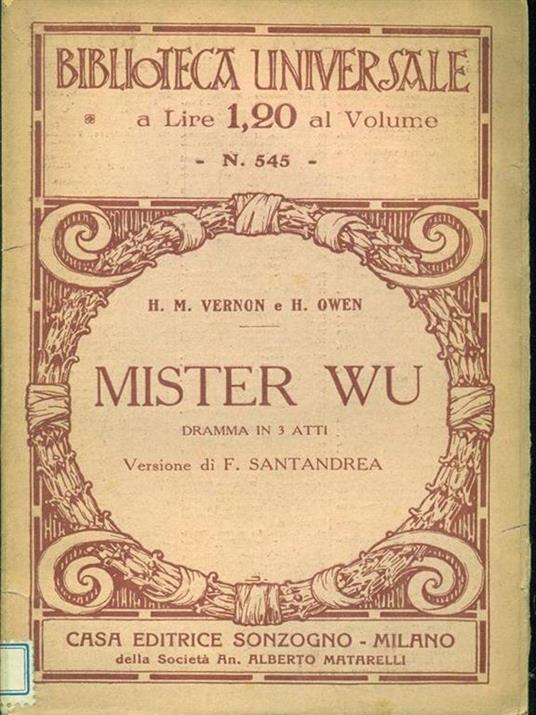 BIBLIOTECA UNIVERSALE
a Lire 1,20 al Volume
- N. 545 -
H. M. VERNON e H. OWEN
MISTER WU
DRAMMA IN 3 ATTI
Versione di F. SANTANDREA
CASA EDITRICE SONZOGNO - MILANO
della Società An. ALBERTO MATARELLI